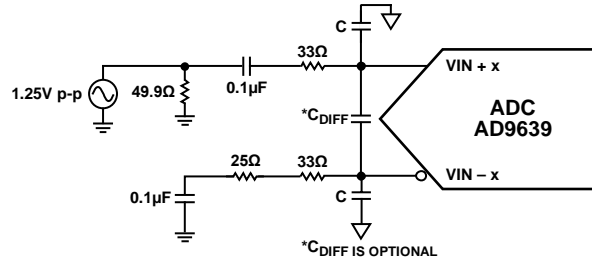 C
33Ω
VIN + x
0.1µF
1.25V p-p
49.9Ω
*CDIFF
ADC
AD9639
25Ω
33Ω
VIN – x
0.1µF
C
*CDIFF IS OPTIONAL